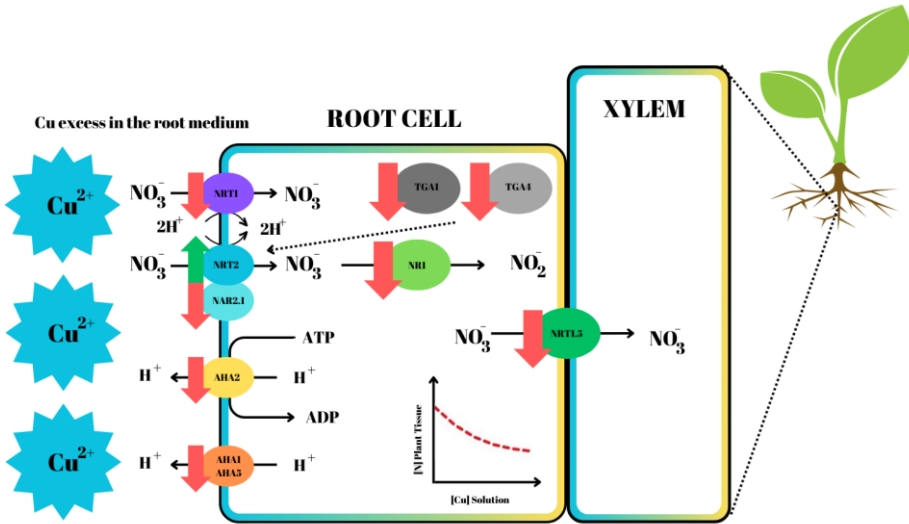 XYLEM
ROOT CELL
Cu excess in the root medium
Cu²⁺
NO₃⁻
NRT1
NO₃⁻
TGA1
TGA4
2H⁺
2H⁺
NO₃⁻
NRT2
NO₃⁻
NR1
NO₂⁻
NAR2.1
Cu²⁺
ATP
NO₃⁻
NRT1.5
NO₃⁻
H⁺
AHA2
H⁺
ADP
Cu²⁺
H⁺
AHA1
AHA5
H⁺
[N] Plant Tissue
[Cu] Solution